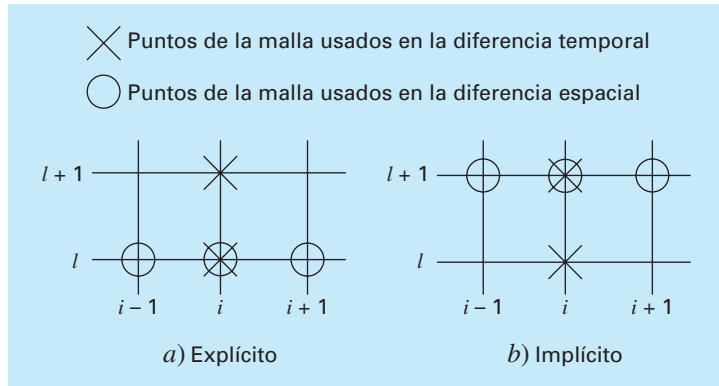 Puntos de la malla usados en la diferencia temporal
Puntos de la malla usados en la diferencia espacial
l + 1
l
i – 1
i
i + 1
a) Explícito
l + 1
l
i – 1
i
i + 1
b) Implícito